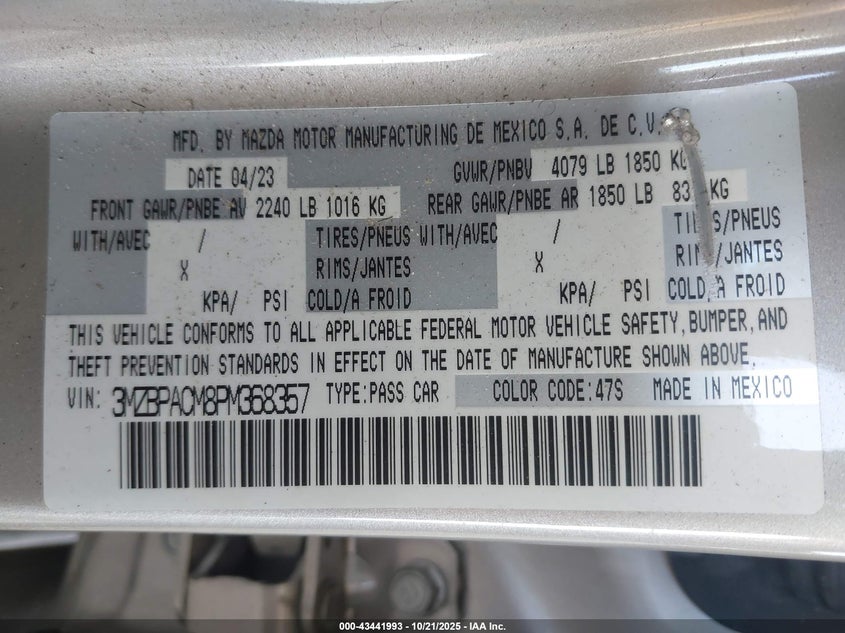 MFD. BY MAZDA MOTOR MANUFACTURING DE MEXICO S.A. DE C.V.
DATE 04/23 GVWR/PNBV 4079 LB 1850 KG
FRONT GAWR/PNBE AV 2240 LB 1016 KG REAR GAWR/PNBE AR 1850 LB KG
WITH/AVEC / TIRES/PNEUS WITH/AVEC / TIRES/PNEUS
X RIMS/JANTES X RIMS/JANTES
KPA/ PSI COLD/A FROID KPA/ PSI COLD/A FROID
THIS VEHICLE CONFORMS TO ALL APPLICABLE FEDERAL MOTOR VEHICLE SAFETY, BUMPER, AND
THEFT PREVENTION STANDARDS IN EFFECT ON THE DATE OF MANUFACTURE SHOWN ABOVE.
VIN: 3MZBPACM8PM368357 TYPE:PASS CAR COLOR CODE:47S MADE IN MEXICO
000-43441993 - 10/21/2025 - IAA Inc.